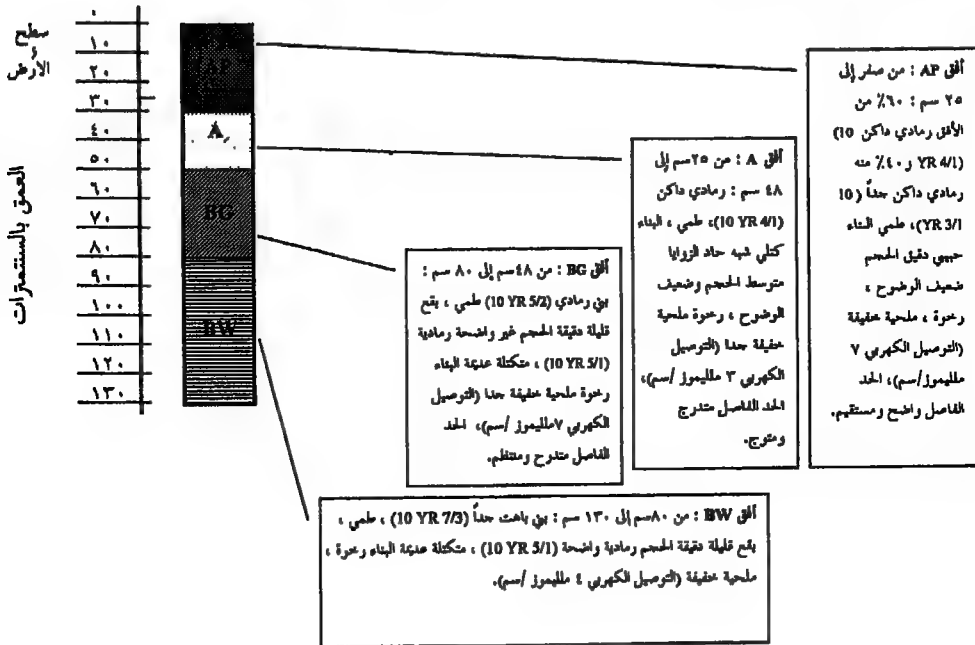 سطح
و
الأرض
العمق بالسنتمترات
٠
١٠
٢٠
٣٠
٤٠
٥٠
٦٠
٧٠
٨٠
٩٠
١٠٠
١١٠
١٢٠
١٣٠
AP
A
BG
BW
أفق AP : من صفر إلى
٢٥ سم : ٦٠٪ من
الأفق رمادي داكن (10
YR 4/1) و ٤٠٪ منه
رمادي داكن جداً (10
YR 3/1)، طمي البناء
حبيبي دقيق الحجم
ضعيف الوضوح ،
رخوة ، ملحية خفيفة
(التوصيل الكهربي ٧
ملليموز/سم)، الحد
الفاصل واضح ومستقيم.
أفق A : من ٢٥سم إلى
٤٨ سم : رمادي داكن
(10 YR 4/1)، طمي ، البناء
كتلي شبه حاد الزوايا
متوسط الحجم وضعيف
الوضوح ، رخوة ملحية
خفيفة جدا (التوصيل
الكهربي ٣ ملليموز /سم)،
الحد الفاصل متدرج
ومتوج.
أفق BG : من ٤٨سم إلى ٨٠ سم :
بني رمادي (10 YR 5/2) طمي ، بقع
قليلة دقيقة الحجم غير واضحة رمادية
(10 YR 5/1) ، متكتلة عديمة البناء
رخوة ملحية خفيفة جدا (التوصيل
الكهربي ٧ملليموز /سم)، الحد
الفاصل متدرح ومنتظم.
أفق BW : من ٨٠سم إلى ١٣٠ سم : بني باهت جداً (10 YR 7/3) ، طمي ،
بقع قليلة دقيقة الحجم رمادية واضحة (10 YR 5/1) ، متكتلة عديمة البناء رخوة ،
ملحية خفيفة (التوصيل الكهربي ٤ ملليموز /سم).